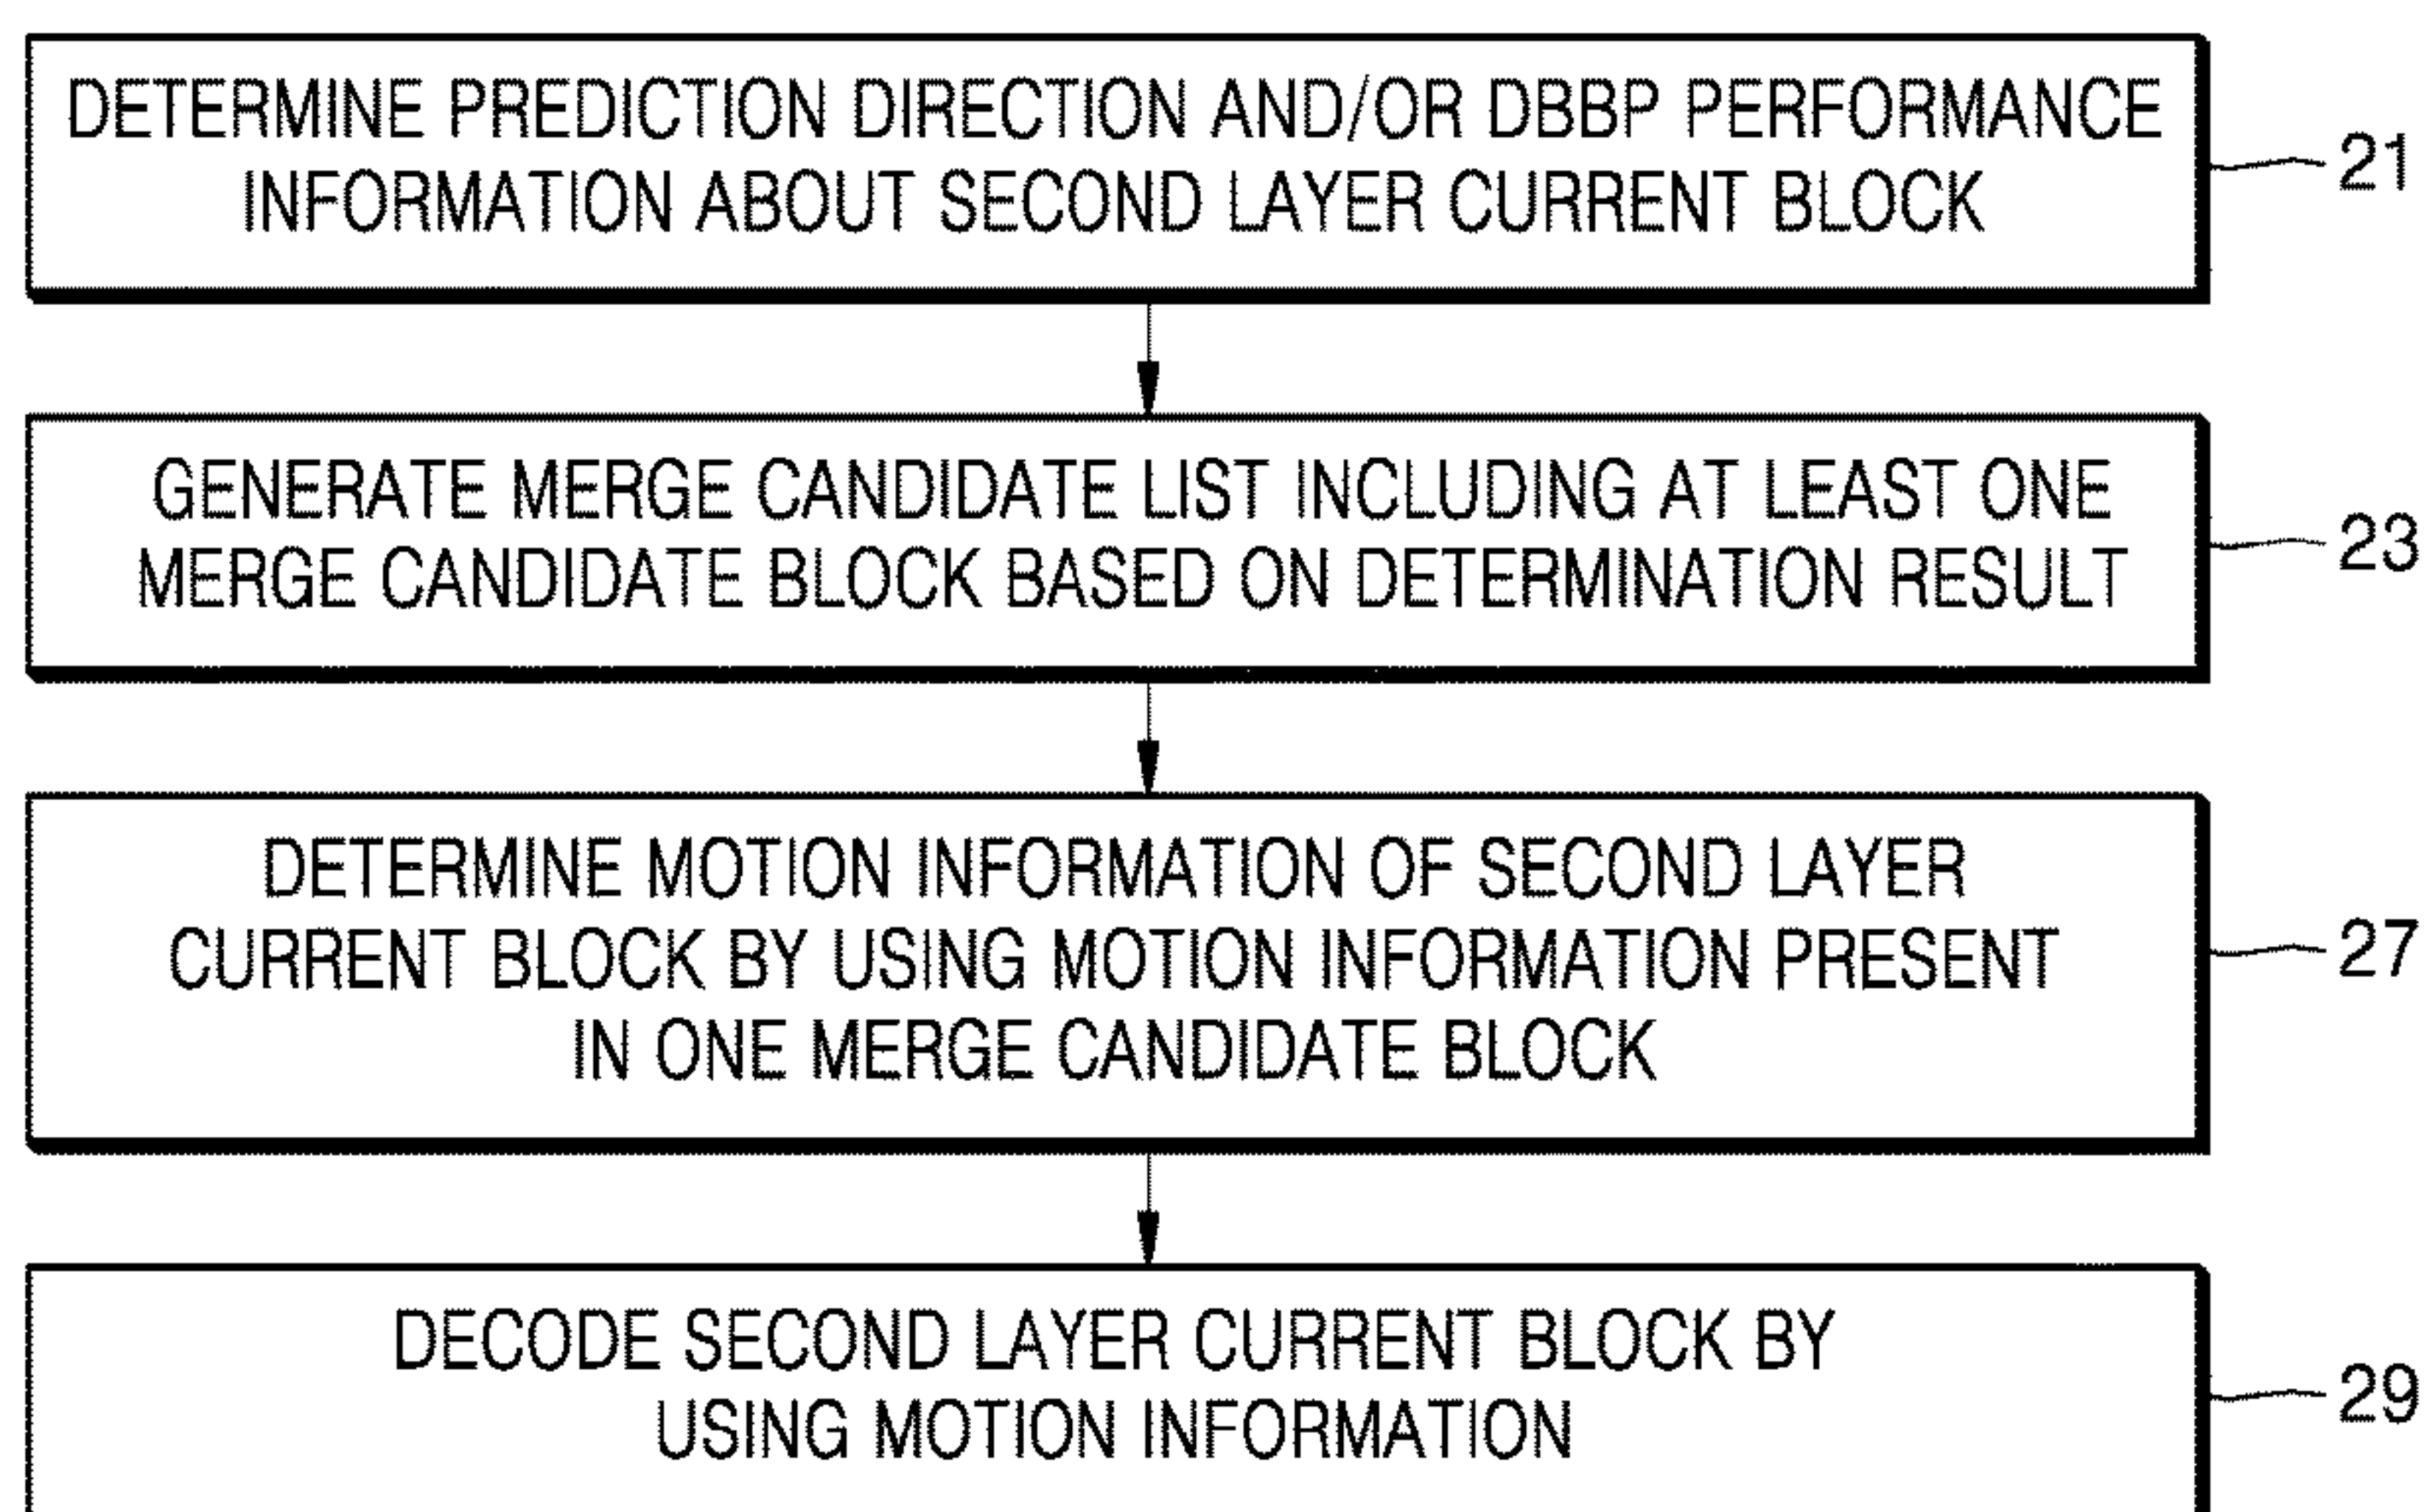 DETERMINE PREDICTION DIRECTION AND/OR DBBP PERFORMANCE
INFORMATION ABOUT SECOND LAYER CURRENT BLOCK
21
GENERATE MERGE CANDIDATE LIST INCLUDING AT LEAST ONE
MERGE CANDIDATE BLOCK BASED ON DETERMINATION RESULT
23
DETERMINE MOTION INFORMATION OF SECOND LAYER
CURRENT BLOCK BY USING MOTION INFORMATION PRESENT
IN ONE MERGE CANDIDATE BLOCK
27
DECODE SECOND LAYER CURRENT BLOCK BY
USING MOTION INFORMATION
29